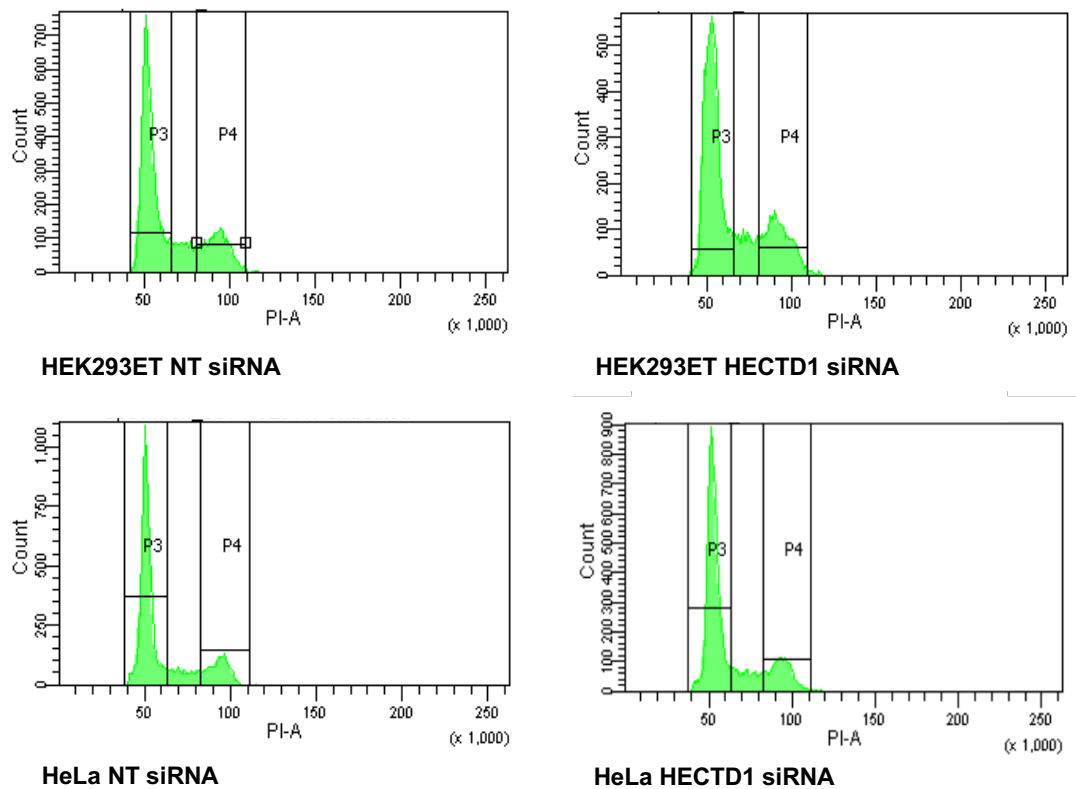 700
600
500
400
300
200
100
0
Count
P3
P4
50
100
150
200
250
PI-A
(x 1,000)
HEK293ET NT siRNA
500
400
300
200
100
0
Count
P3
P4
50
100
150
200
250
PI-A
(x 1,000)
HEK293ET HECTD1 siRNA
1,000
750
500
250
0
Count
P3
P4
50
100
150
200
250
PI-A
(x 1,000)
HeLa NT siRNA
900
800
700
600
500
400
300
200
100
0
Count
P3
P4
50
100
150
200
250
PI-A
(x 1,000)
HeLa HECTD1 siRNA